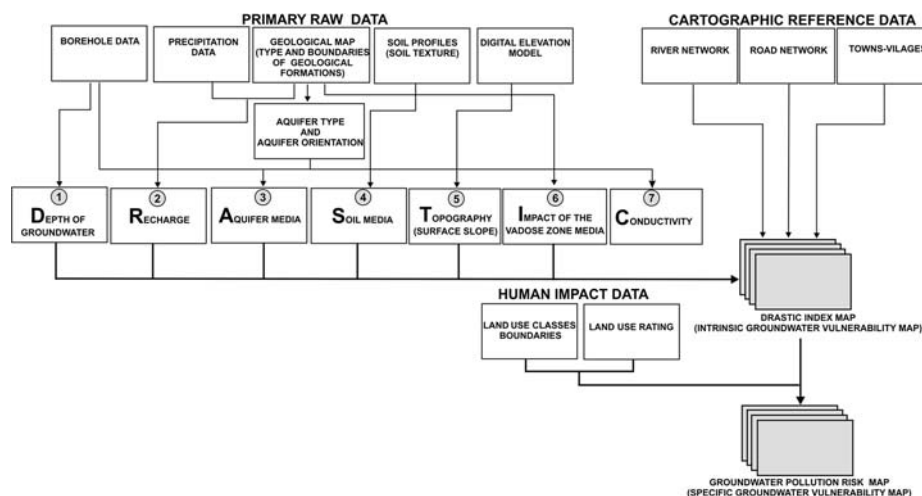 PRIMARY RAW DATA
CARTOGRAPHIC REFERENCE DATA
BOREHOLE DATA
PRECIPITATION
DATA
GEOLOGICAL MAP
(TYPE AND BOUNDARIES
OF GEOLOGICAL
FORMATIONS)
SOIL PROFILES
(SOIL TEXTURE)
DIGITAL ELEVATION
MODEL
RIVER NETWORK
ROAD NETWORK
TOWNS-VILAGES
AQUIFER TYPE
AND
AQUIFER ORIENTATION
1
DEPTH OF
GROUNDWATER
2
RECHARGE
3
AQUIFER MEDIA
4
SOIL MEDIA
5
TOPOGRAPHY
(SURFACE SLOPE)
6
IMPACT OF THE
VADOSE ZONE MEDIA
7
CONDUCTIVITY
HUMAN IMPACT DATA
LAND USE CLASSES
BOUNDARIES
LAND USE RATING
DRASTIC INDEX MAP
(INTRINSIC GROUNDWATER VULNERABILITY MAP)
GROUNDWATER POLLUTION RISK MAP
(SPECIFIC GROUNDWATER VULNERABILITY MAP)